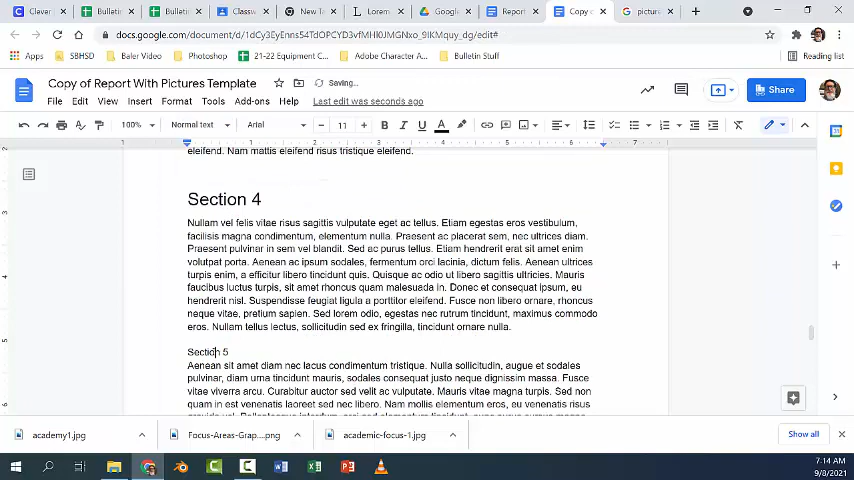 Clever
Bulletin
Bulletin
Classw
New Ta
Lorem
Google
Report
Copy o
pictur
docs.google.com/document/d/1dCy3EyEnns54TdOPCYD3vfMHI0JMGNxo_9IKMquy_dg/edit#
Apps
SBHSD
Baler Video
Photoshop
21-22 Equipment C...
Adobe Character A...
Bulletin Stuff
Reading list
Copy of Report With Pictures Template
Saving...
File Edit View Insert Format Tools Add-ons Help Last edit was seconds ago
Share
100% Normal text Arial 11
eleifend. Nam mattis eleifend risus tristique eleifend.
Section 4
Nullam vel felis vitae risus sagittis vulputate eget ac tellus. Etiam egestas eros vestibulum,
facilisis magna condimentum, elementum nulla. Praesent ac placerat sem, nec ultrices diam.
Praesent pulvinar in sem vel blandit. Sed ac purus tellus. Etiam hendrerit erat sit amet enim
volutpat porta. Aenean ac ipsum sodales, fermentum orci lacinia, dictum felis. Aenean ultrices
turpis enim, a efficitur libero tincidunt quis. Quisque ac odio ut libero sagittis ultricies. Mauris
faucibus luctus turpis, sit amet rhoncus quam malesuada in. Donec et consequat ipsum, eu
hendrerit nisl. Suspendisse feugiat ligula a porttitor eleifend. Fusce non libero ornare, rhoncus
neque vitae, pretium sapien. Sed lorem odio, egestas nec rutrum tincidunt, maximus commodo
eros. Nullam tellus lectus, sollicitudin sed ex fringilla, tincidunt ornare nulla.
Section 5
Aenean sit amet diam nec lacus condimentum tristique. Nulla sollicitudin, augue et sodales
pulvinar, diam urna tincidunt mauris, sodales consequat justo neque dignissim massa. Fusce
vitae viverra arcu. Curabitur auctor sed velit ac vulputate. Mauris vitae magna turpis. Sed non
quam in est venenatis laoreet sed nec libero. Nam mollis elementum eros, eu venenatis risus
academy1.jpg
Focus-Areas-Grap....png
academic-focus-1.jpg
Show all
7:14 AM
9/8/2021